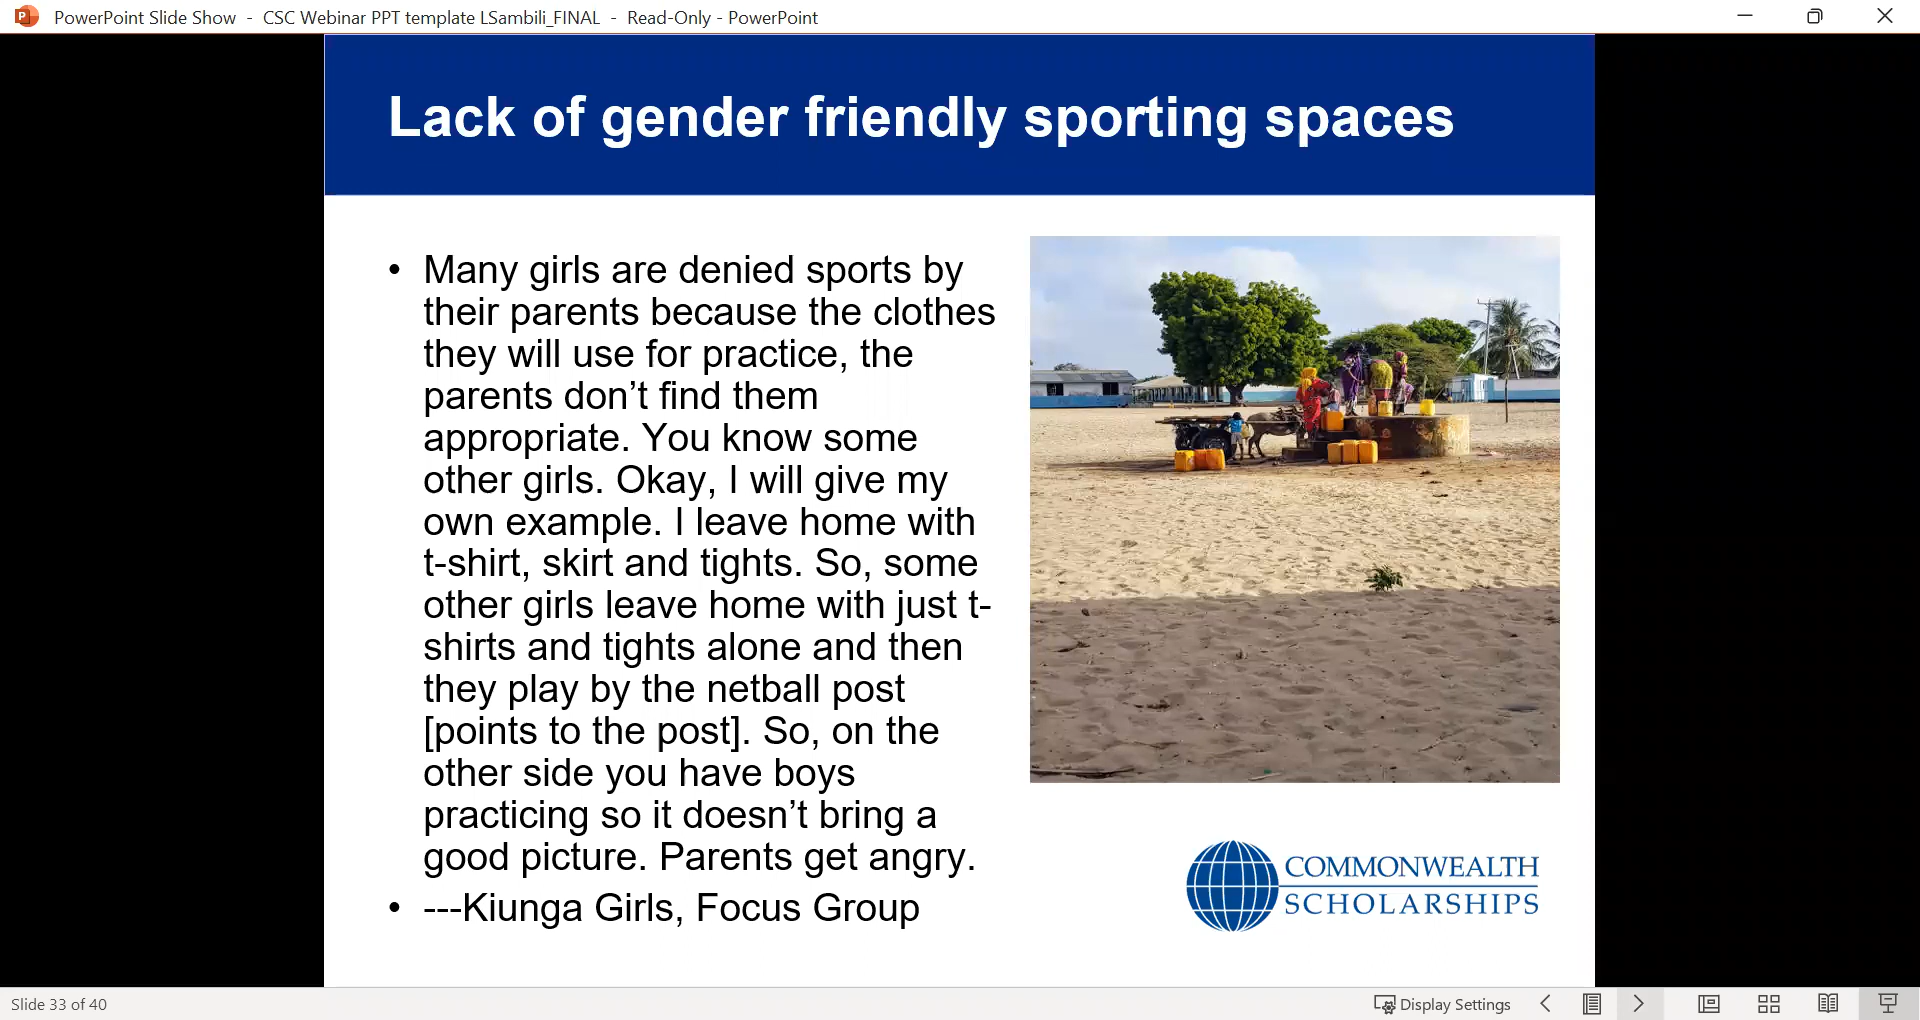 PowerPoint Slide Show - CSC Webinar PPT template LSambili_FINAL - Read-Only - PowerPoint
Lack of gender friendly sporting spaces
• Many girls are denied sports by
their parents because the clothes
they will use for practice, the
parents don’t find them
appropriate. You know some
other girls. Okay, I will give my
own example. I leave home with
t-shirt, skirt and tights. So, some
other girls leave home with just t-
shirts and tights alone and then
they play by the netball post
[points to the post]. So, on the
other side you have boys
practicing so it doesn’t bring a
good picture. Parents get angry.
• ---Kiunga Girls, Focus Group
COMMONWEALTH
SCHOLARSHIPS
Slide 33 of 40
Display Settings